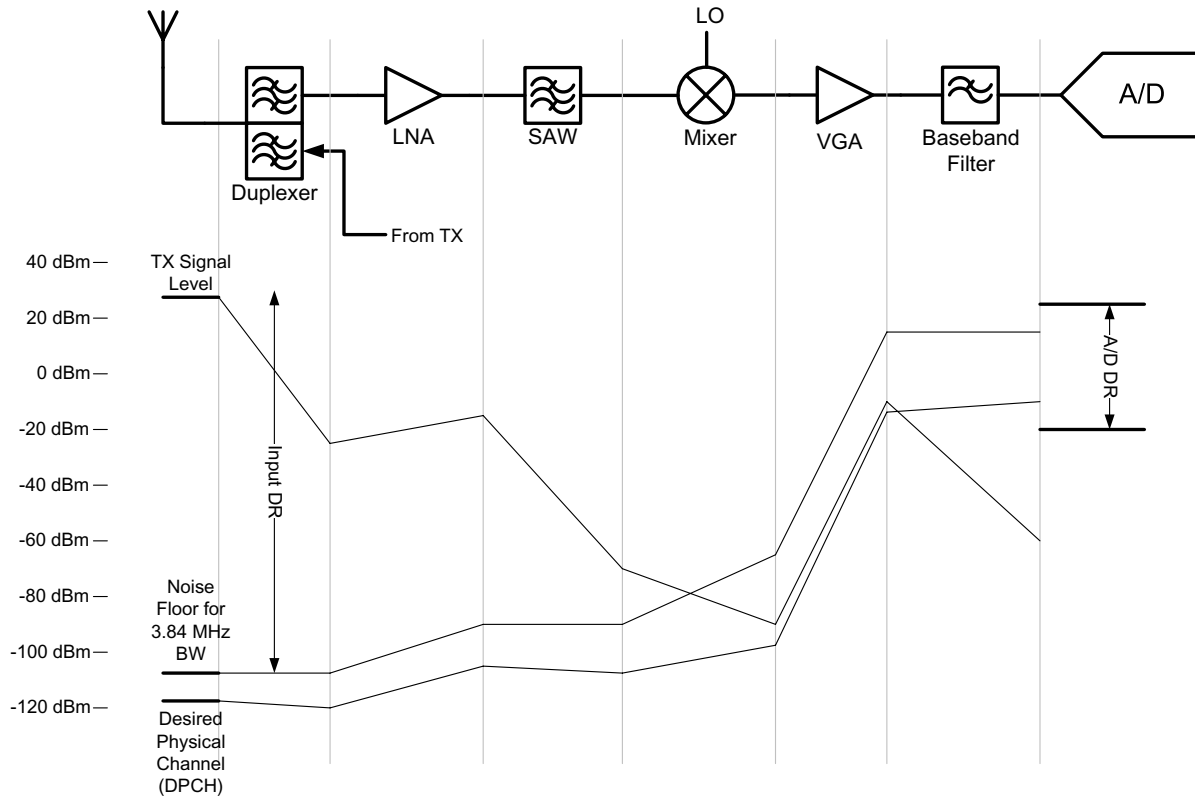 LO
A/D
LNA
SAW
Mixer
VGA
Baseband
Filter
Duplexer
From TX
40 dBm
20 dBm
0 dBm
-20 dBm
-40 dBm
-60 dBm
-80 dBm
-100 dBm
-120 dBm
TX Signal
Level
Input DR
A/D DR
Noise
Floor for
3.84 MHz
BW
Desired
Physical
Channel
(DPCH)